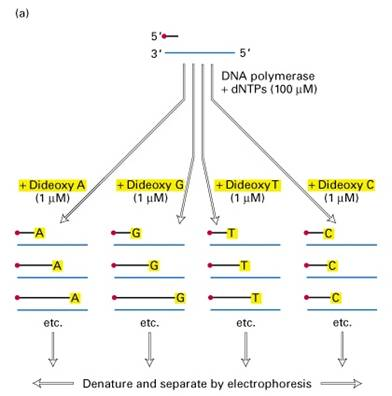 (a)
5'
3' 5'
DNA polymerase
+ dNTPs (100 μM)
+ Dideoxy A + Dideoxy G + Dideoxy T + Dideoxy C
(1 μM) (1 μM) (1 μM) (1 μM)
A G T C
A G T C
A G T C
etc. etc. etc. etc.
Denature and separate by electrophoresis